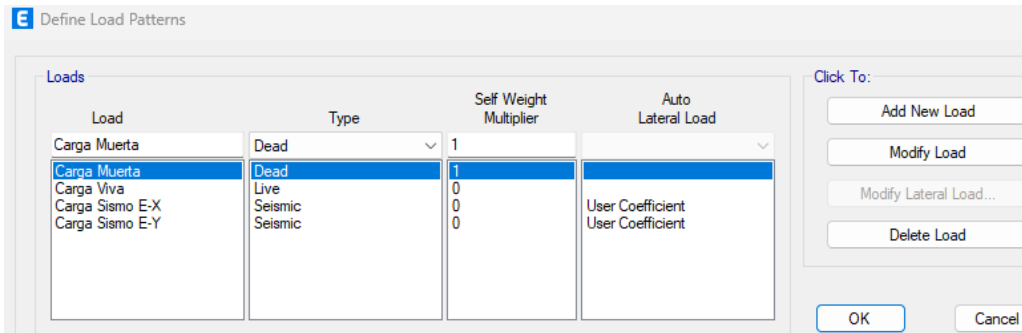 E Define Load Patterns
Loads
Click To:
Load Type Self Weight Multiplier Auto Lateral Load
Carga Muerta Dead 1
Carga Muerta Dead 1
Carga Viva Live 0
Carga Sismo E-X Seismic 0 User Coefficient
Carga Sismo E-Y Seismic 0 User Coefficient
Add New Load
Modify Load
Modify Lateral Load...
Delete Load
OK Cancel